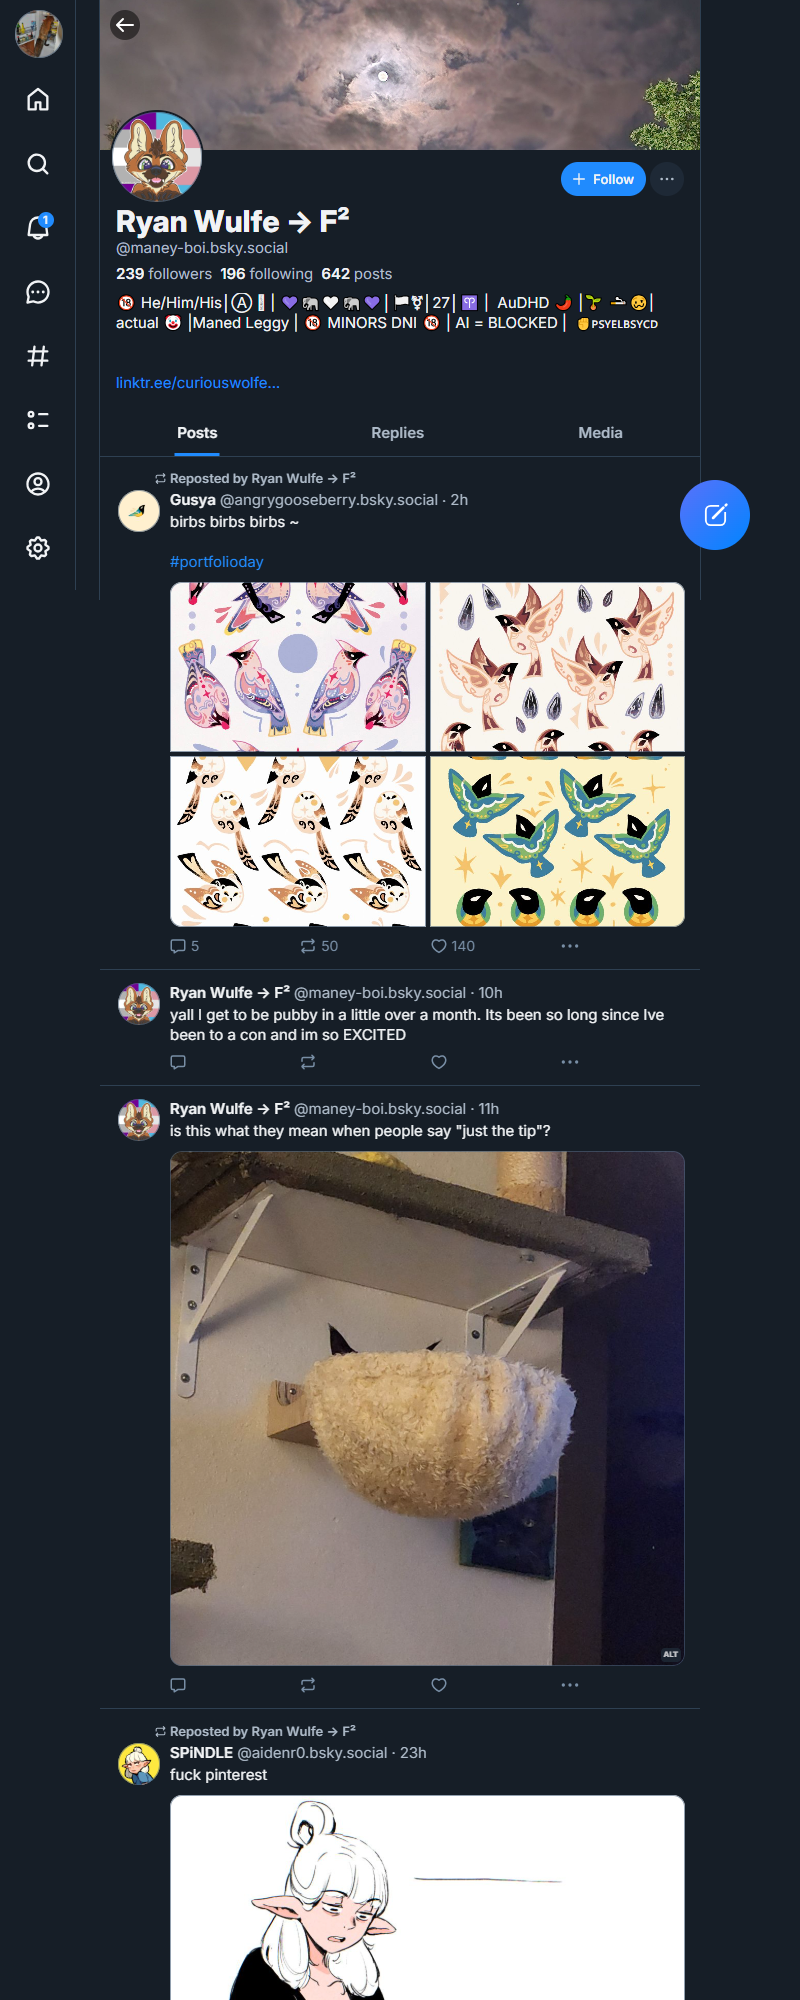 1
+ Follow
Ryan Wulfe → F²
@maney-boi.bsky.social
239 followers 196 following 642 posts
🔞 He/Him/His|Ⓐ 🧂| 💜 🐘 🤍 🐘 💜 | 🏳⚧| 27| ♈ | AuDHD 🌶 |🌱 🫴 🥴|
actual 🤡 |Maned Leggy | 🔞 MINORS DNI 🔞 | AI = BLOCKED | ✊ᴘsʏᴇʟʙsʏᴄᴅ
linktr.ee/curiouswolfe...
Posts Replies Media
Reposted by Ryan Wulfe → F²
Gusya @angrygooseberry.bsky.social · 2h
birbs birbs birbs ~
#portfolioday
5 50 140
Ryan Wulfe → F² @maney-boi.bsky.social · 10h
yall I get to be pubby in a little over a month. Its been so long since Ive
been to a con and im so EXCITED
Ryan Wulfe → F² @maney-boi.bsky.social · 11h
is this what they mean when people say "just the tip"?
ALT
Reposted by Ryan Wulfe → F²
SPiNDLE @aidenr0.bsky.social · 23h
fuck pinterest